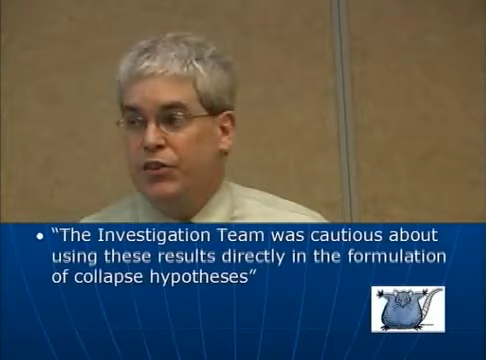 • “The Investigation Team was cautious about
using these results directly in the formulation
of collapse hypotheses”